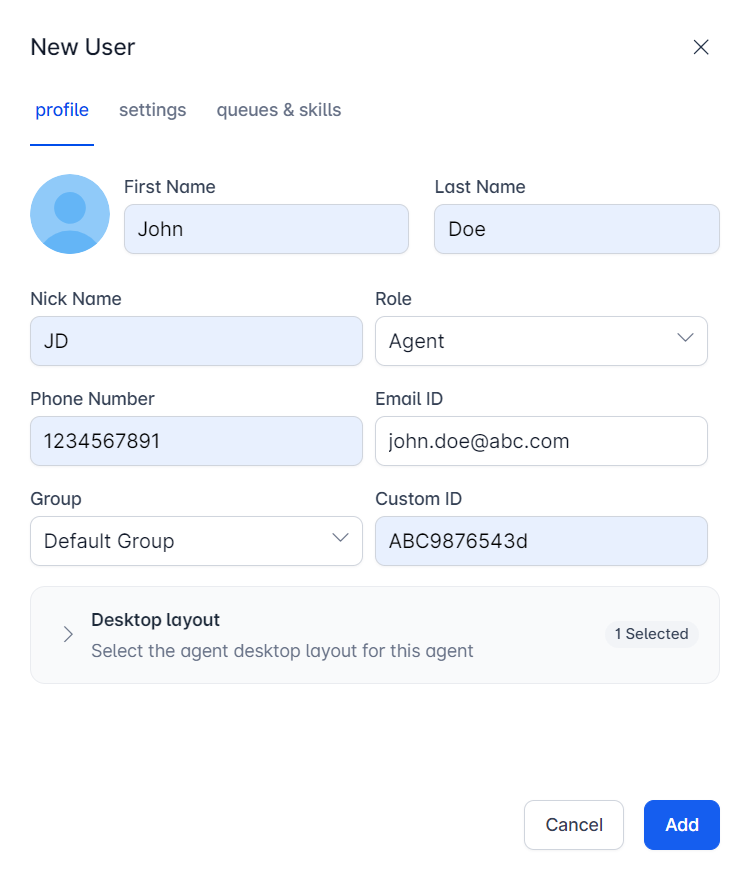 New User
profile settings queues & skills
First Name Last Name
John Doe
Nick Name Role
JD Agent
Phone Number Email ID
1234567891 john.doe@abc.com
Group Custom ID
Default Group ABC9876543d
Desktop layout
1 Selected
Select the agent desktop layout for this agent
Cancel Add